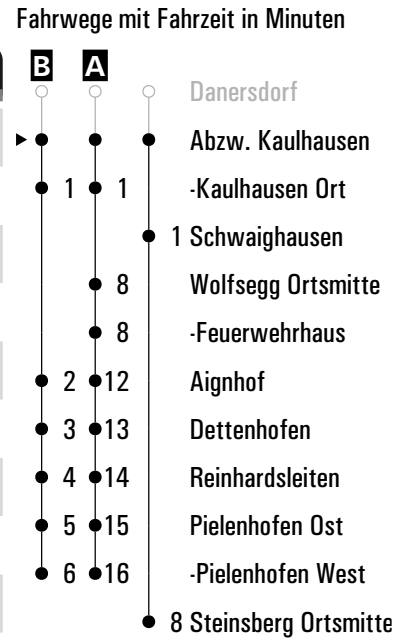 Fahrwege mit Fahrzeit in Minuten
B A
Danersdorf
Abzw. Kaulhausen
1 1 -Kaulhausen Ort
1 Schwaighausen
8 Wolfsegg Ortsmitte
8 -Feuerwehrhaus
2 12 Aignhof
3 13 Dettenhofen
4 14 Reinhardsleiten
5 15 Pielenhofen Ost
6 16 -Pielenhofen West
8 Steinsberg Ortsmitte